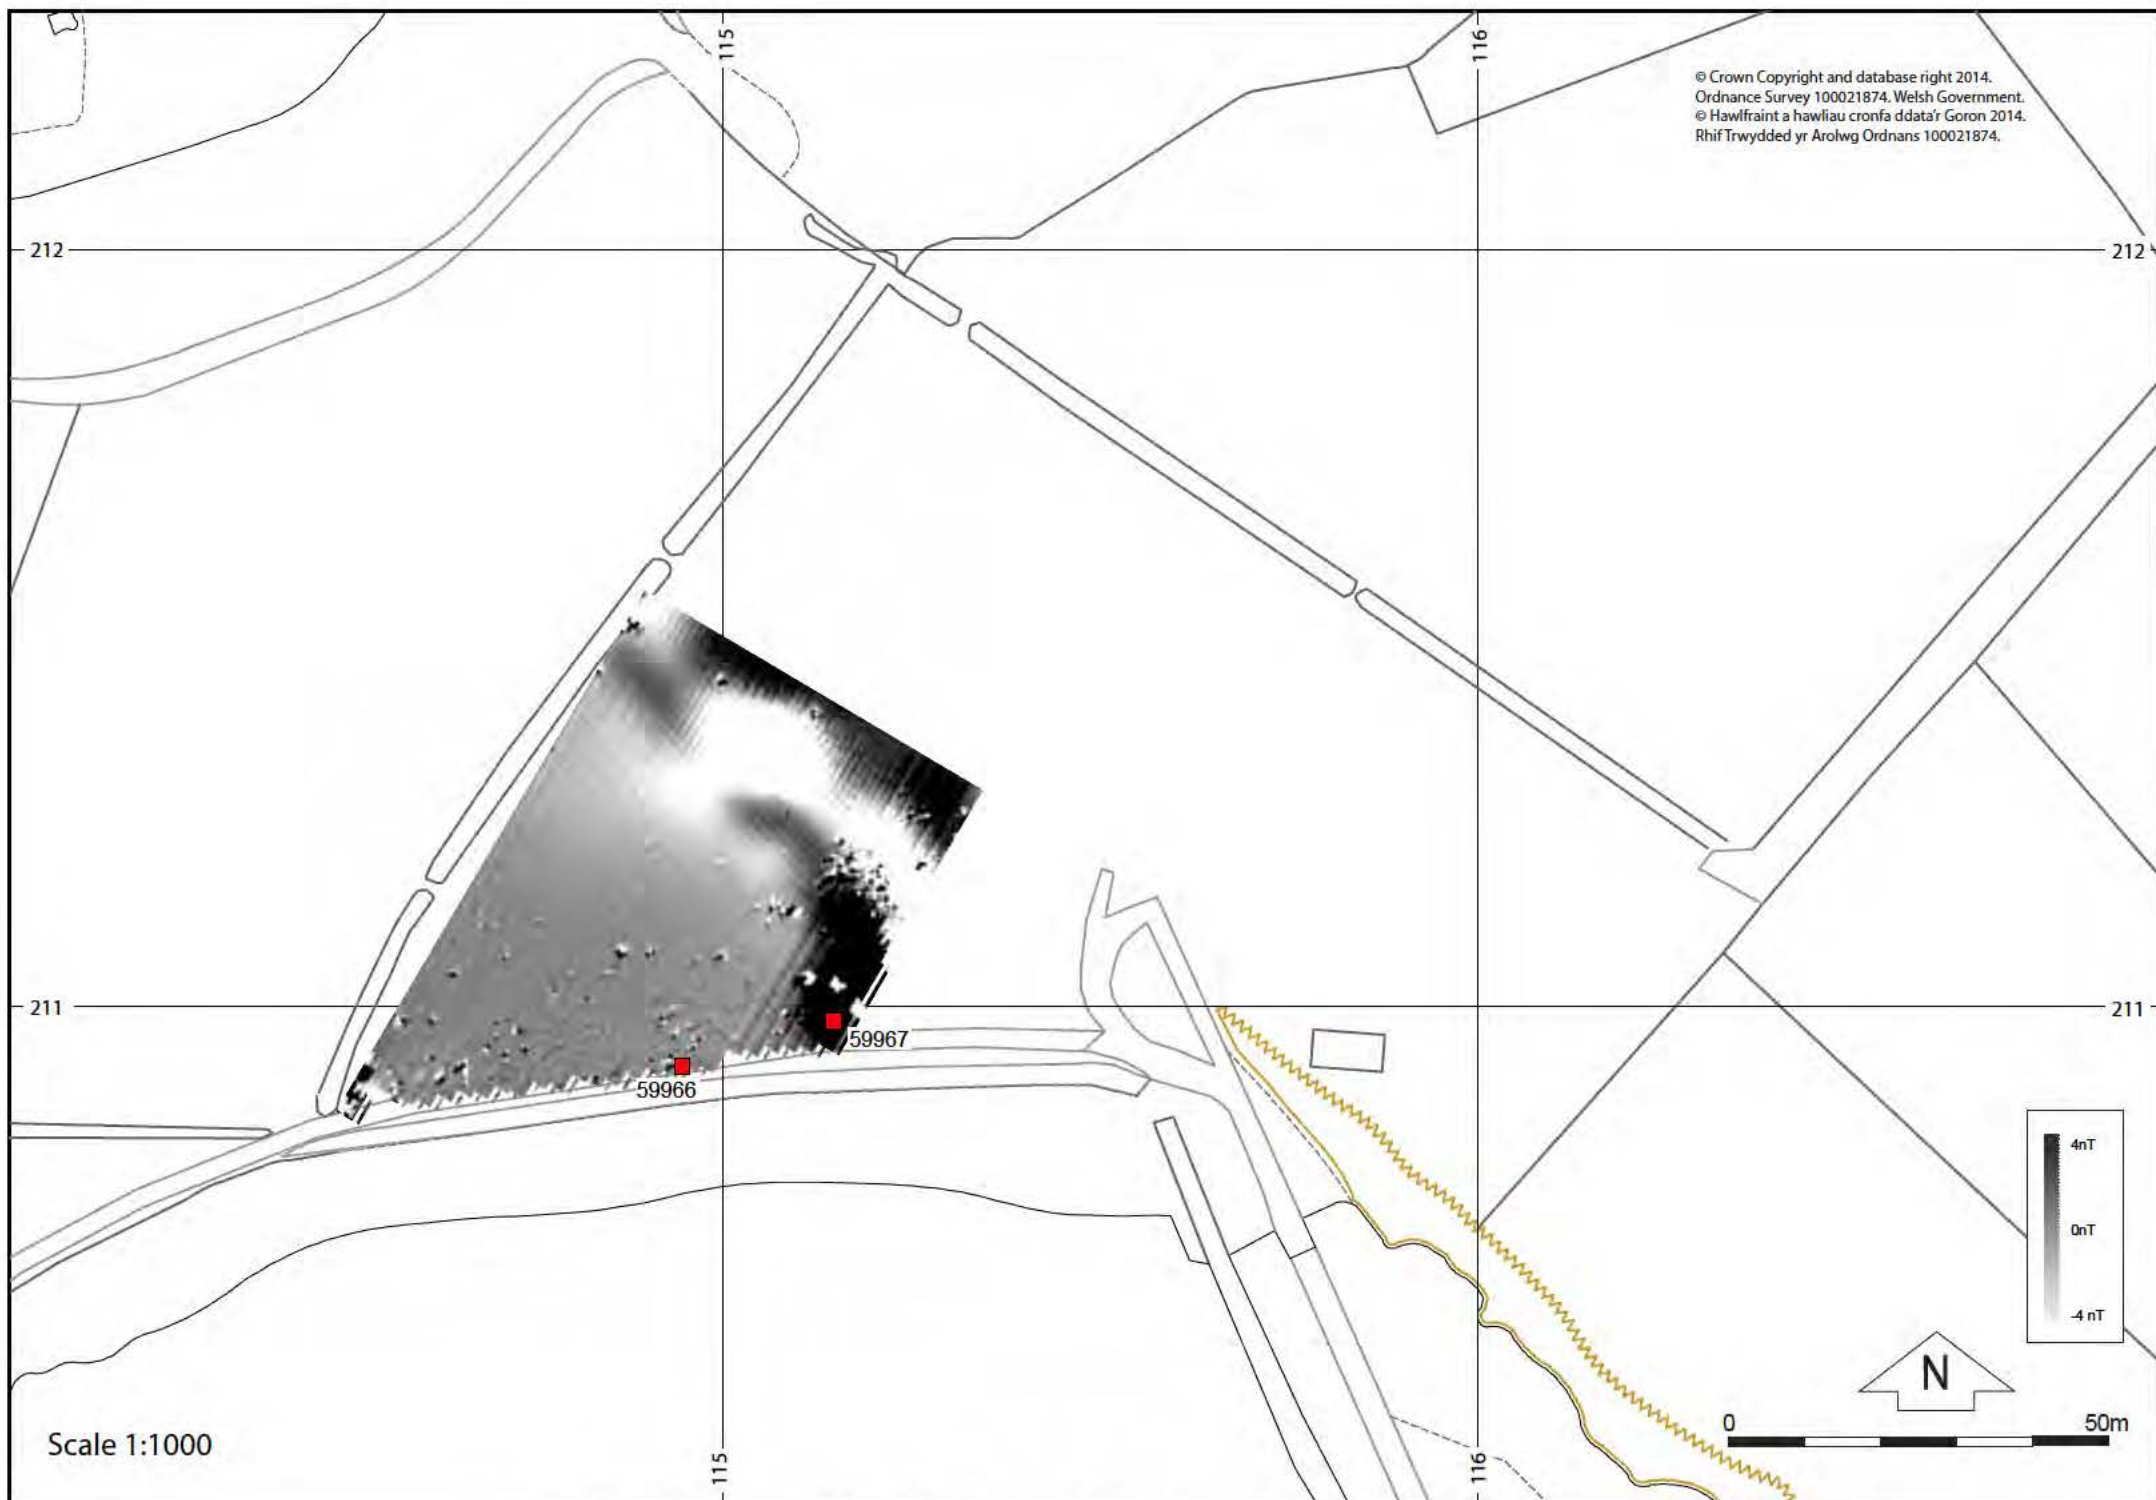 115
116
© Crown Copyright and database right 2014.
Ordnance Survey 100021874. Welsh Government.
© Hawlfraint a hawliau cronfa ddata'r Goron 2014.
Rhif Trwydded yr Arolwg Ordnans 100021874.
212
212
211
211
59967
59966
4nT
0nT
-4 nT
N
0
50m
Scale 1:1000
115
116